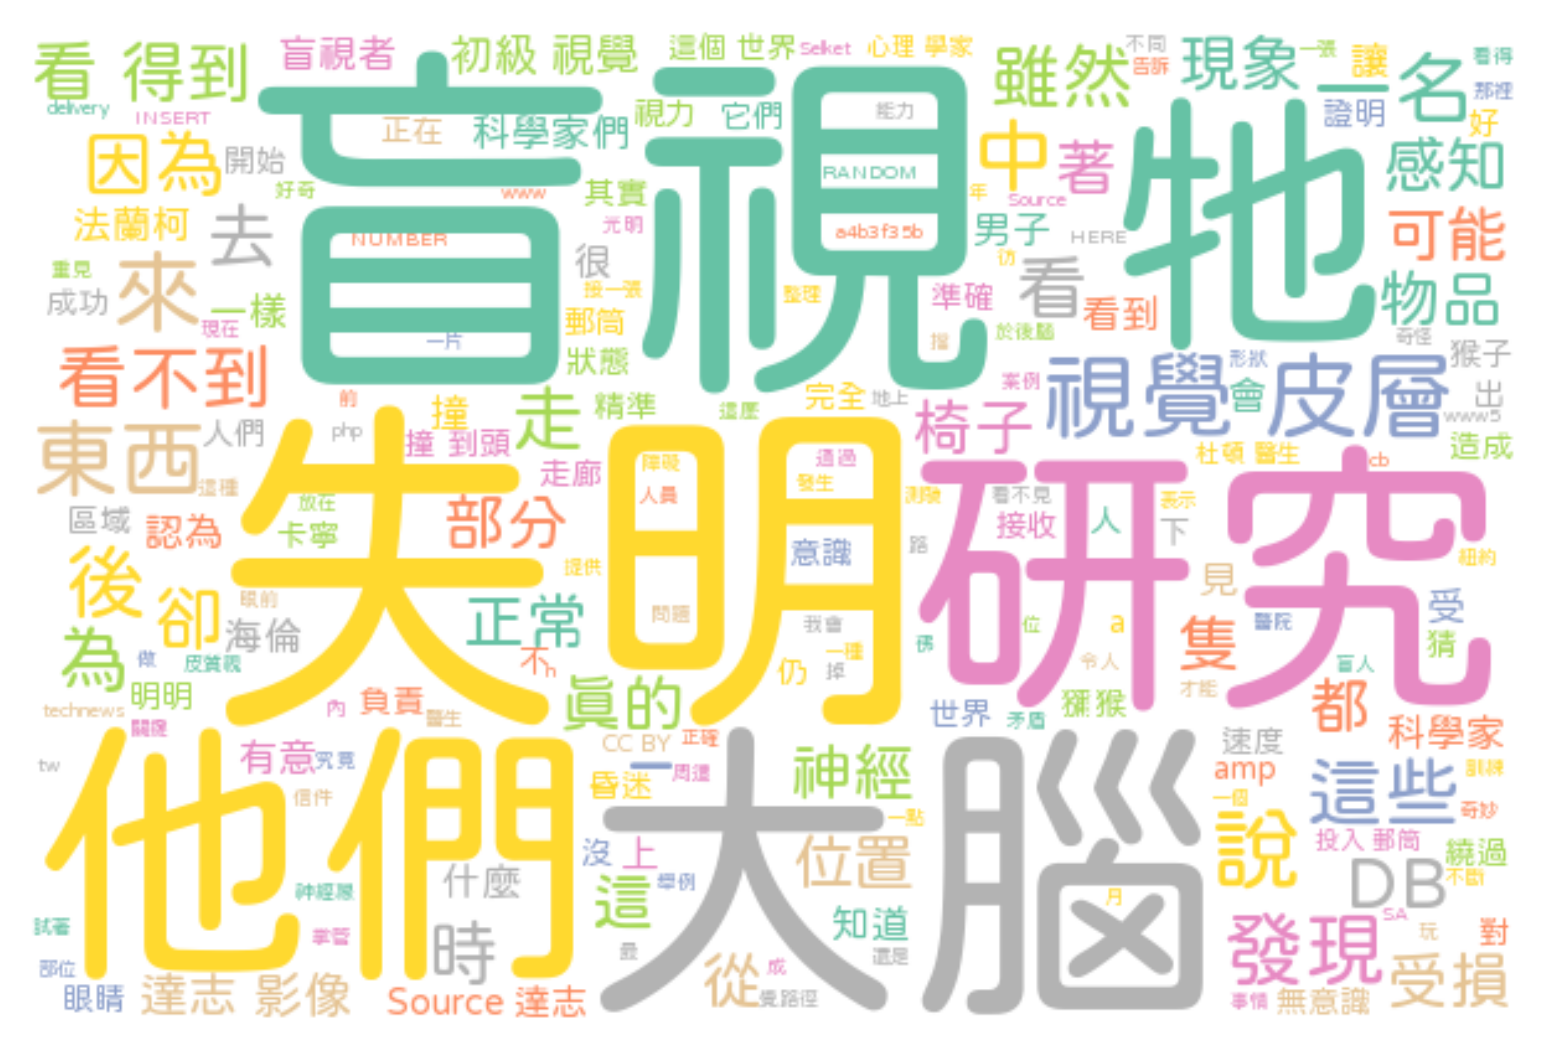 看 得到
盲視者
初級 視覺
這個 世界
Selket
心理 學家
雖然
不同
告訴
現象
一張
讓
一名
看得
那裡
delivery
INSERT
盲視
正在
科學家們
視力
它們
能力
證明
好
因為
開始
好奇
www
其實
RANDOM
中
著
牠
感知
年
Source
法蘭柯
去
NUMBER
光明
a4b3f35b
男子
HERE
可能
重見
來
很
彷
看
成功
一樣
現在
接一張
郵筒
整理
準確
看到
物品
一片
狀態
擋
於後腦
奇怪
猴子
看不到
前
撞
走
精準
這麼
完全
地上
案例
視覺 皮層
形狀
會
出
www5
東西
人們
php
撞 到頭
椅子
杜頓 醫生
造成
這種
走廊
障礙
透過
cb
失明
研究
放在
部分
人員
發生
測驗
看不見
表示
區域
認為
卡寧
接收
人
下
意識
路
紐約
後
卻
眼前
提供
見
受
海倫
正常
問題
我會
佛
位
a
隻
醫院
猜
為
做
皮質視
不
h
仍
一種
掉
令人
盲人
明明
才能
technews
關係
內
負責
醫生
真的
世界
矛盾
獼猴
都
科學家
tw
有意
究竟
CC BY
正確
一
周遭
神經
速度
amp
這些
訓練
他們
信件
昏迷
大腦
一點
一個
奇妙
說
投入 郵筒
繞過
不斷
沒
上
位置
什麼
神經線
這
舉例
月
DB
試著
掌管
時
知道
發現
SA
玩
對
最
還是
部位
從
成
受損
眼睛
達志 影像
Source 達志
覺路徑
事情
無意識